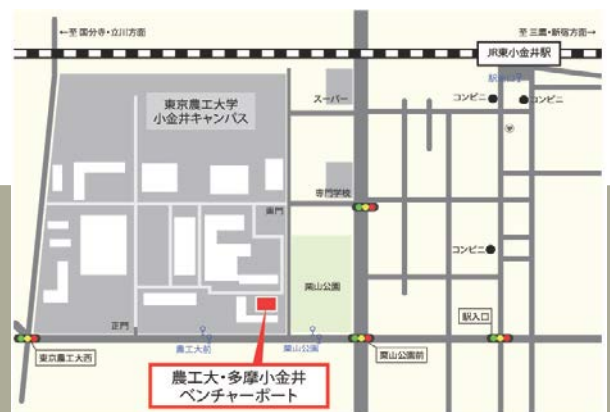 ←至 国分寺・立川方面
至 三鷹・新宿方面→
JR東小金井駅
駅入口
東京農工大学
小金井キャンパス
スーパー
コンビニ
コンビニ
専門学校
東門
コンビニ
栗山公園
正門
駅入口
東京農工大西
農工大前
栗山公園
栗山公園前
農工大・多摩小金井
ベンチャーポート